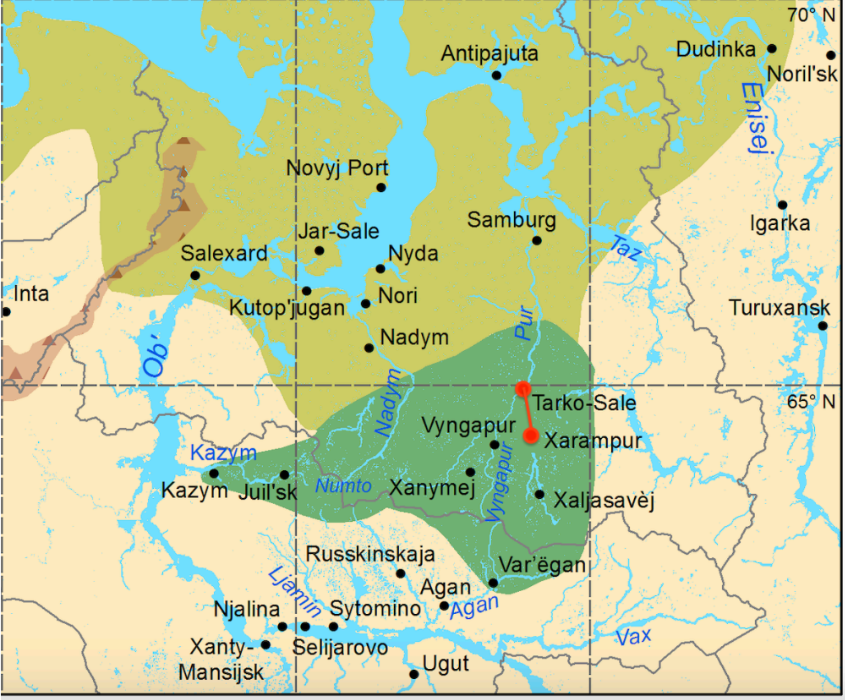 70° N
Antipajuta
Dudinka
Noril'sk
Enisej
Novyj Port
Igarka
Samburg
Jar-Sale
Taz
Salexard
Nyda
Inta
Nori
Kutop'jugan
Turuxansk
Pur
Nadym
Ob'
65° N
Tarko-Sale
Nadym
Vyngapur
Xarampur
Kazym
Kazym
Juil'sk
Numto
Xanymej
Vyngapur
Xaljasavèj
Russkinskaja
Var'ëgan
Ljamin
Agan
Agan
Njalina
Sytomino
Vax
Xanty-
Mansijsk
Selijarovo
Ugut